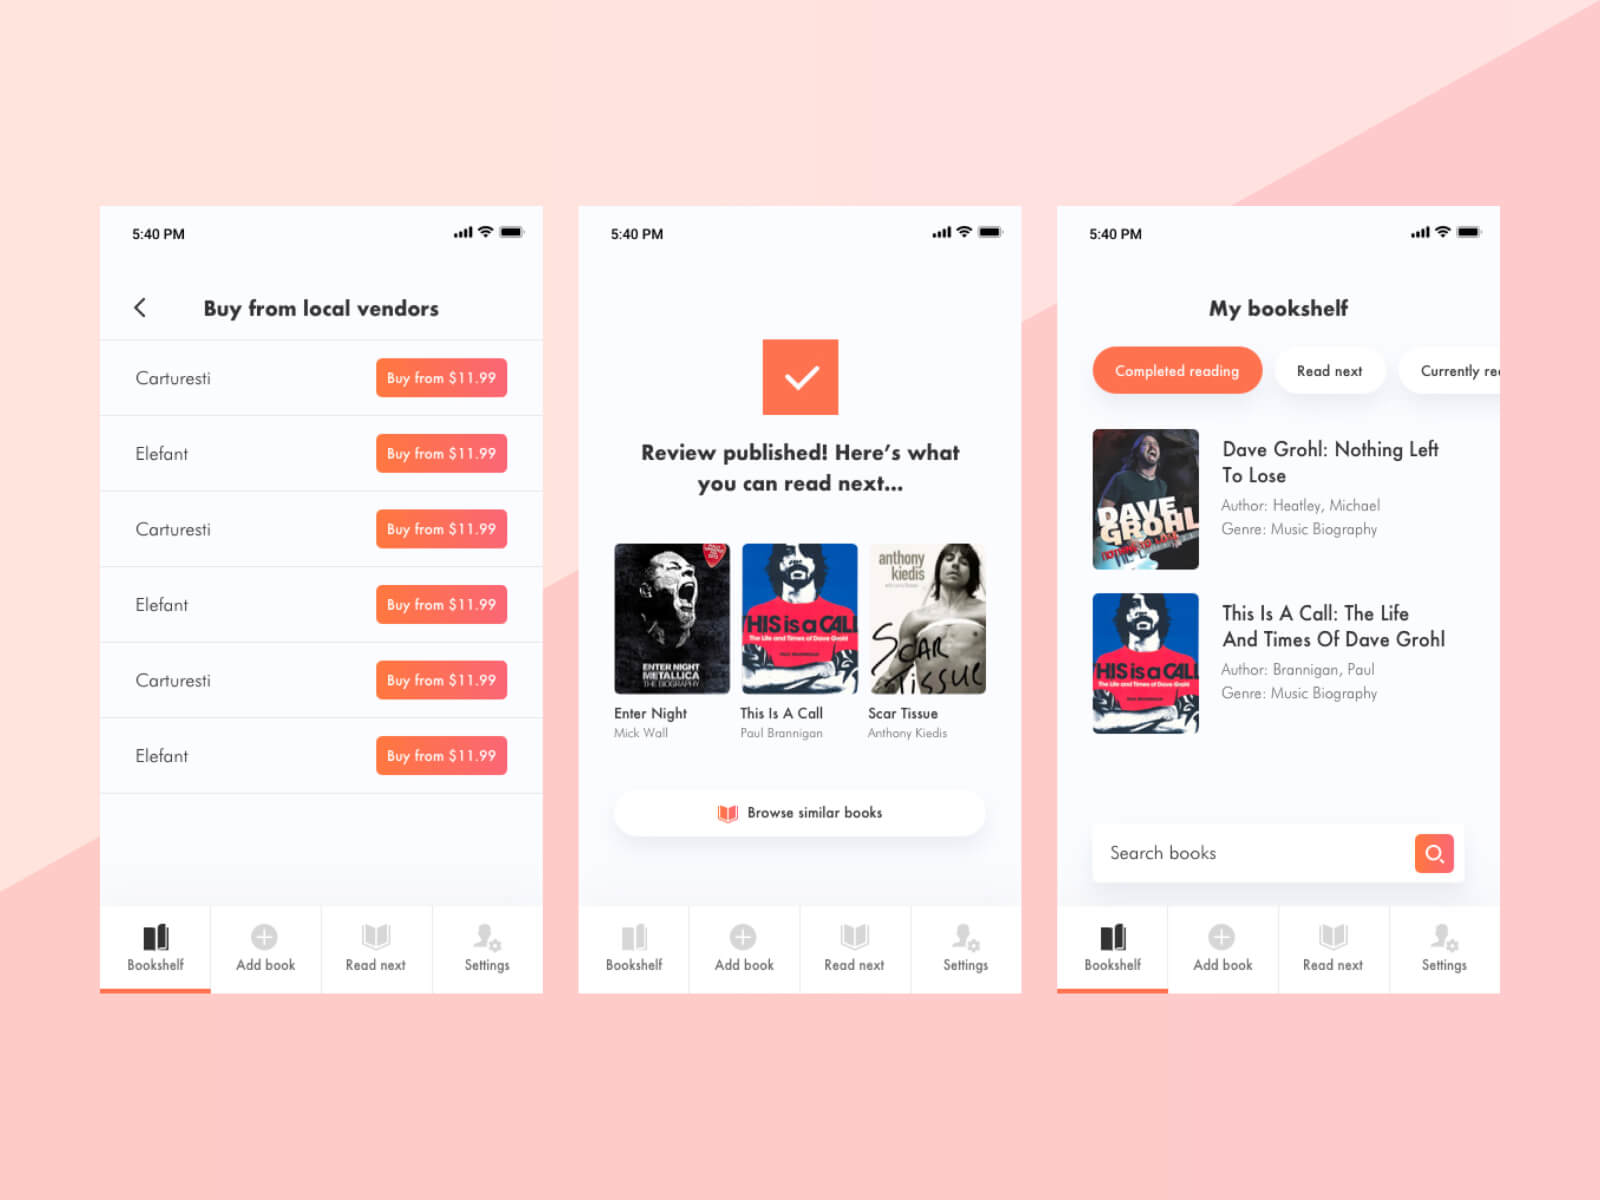 5:40 PM
Buy from local vendors
Carturesti
Buy from $11.99
Elefant
Buy from $11.99
Carturesti
Buy from $11.99
Elefant
Buy from $11.99
Carturesti
Buy from $11.99
Elefant
Buy from $11.99
Bookshelf
Add book
Read next
Settings
5:40 PM
Review published! Here's what
you can read next...
ENTER NIGHT
METALLICA
THE BIOGRAPHY
THIS is a CALL
The Life and Times of Dave Grohl
anthony
kiedis
SCAR
TISSUE
Enter Night
Mick Wall
This Is A Call
Paul Brannigan
Scar Tissue
Anthony Kiedis
Browse similar books
Bookshelf
Add book
Read next
Settings
5:40 PM
My bookshelf
Completed reading
Read next
Currently rea
DAVE
GROHL
NOTHING TO LOSE
Dave Grohl: Nothing Left
To Lose
Author: Heatley, Michael
Genre: Music Biography
THIS is a CALL
The Life and Times of Dave Grohl
This Is A Call: The Life
And Times Of Dave Grohl
Author: Brannigan, Paul
Genre: Music Biography
Search books
Bookshelf
Add book
Read next
Settings